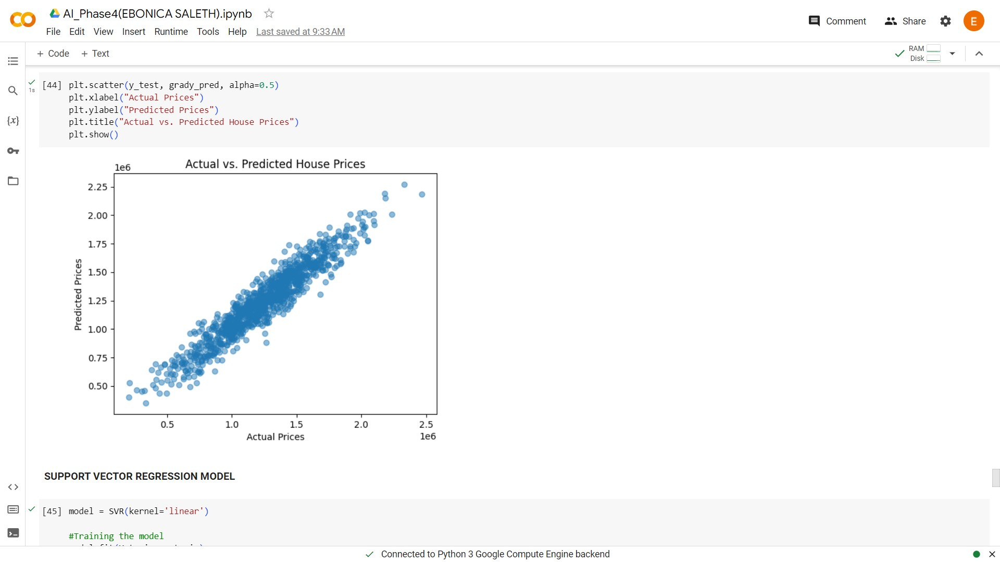 AI_Phase4(EBONICA SALETH).ipynb
Comment
Share
E
File Edit View Insert Runtime Tools Help Last saved at 9:33 AM
+ Code + Text
RAM
Disk
{x}
[44] plt.scatter(y_test, grady_pred, alpha=0.5)
1s
plt.xlabel("Actual Prices")
plt.ylabel("Predicted Prices")
plt.title("Actual vs. Predicted House Prices")
plt.show()
Actual vs. Predicted House Prices
1e6
2.25
2.00
1.75
1.50
1.25
1.00
0.75
0.50
Predicted Prices
0.5 1.0 1.5 2.0 2.5
Actual Prices
1e6
SUPPORT VECTOR REGRESSION MODEL
[45] model = SVR(kernel='linear')
#Training the model
Connected to Python 3 Google Compute Engine backend